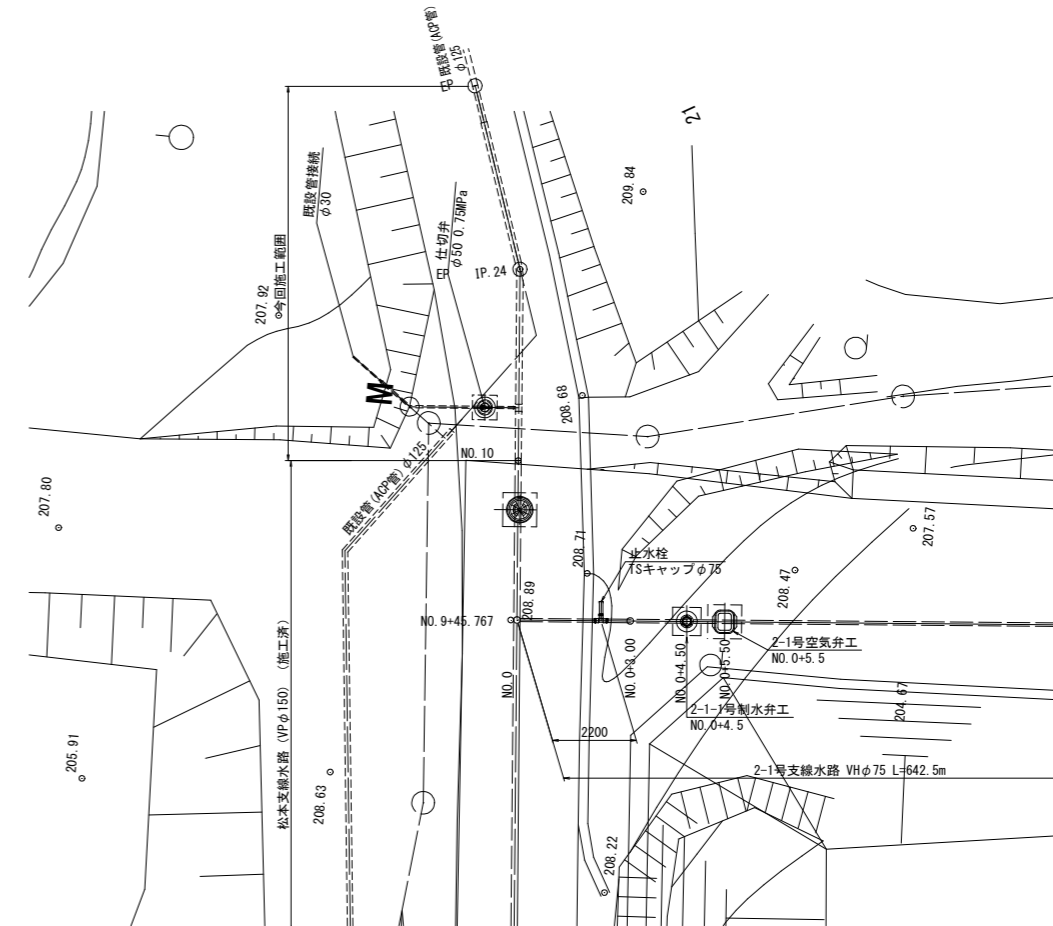 EP 既設管(ACP管)
φ125
21
既設管接続
φ30
仕切弁
φ50 0.75MPa
EP
IP.24
209.84
207.92
今回施工範囲
M
208.68
NO.10
既設管(ACP管)φ125
207.80
207.57
208.71
止水栓
TSキャップφ75
208.47
208.89
NO.9+45.767
NO.0
NO.0+3.00
NO.0+4.50
NO.0+5.50
2-1号空気弁工
NO.0+5.5
2-1-1号制水弁工
NO.0+4.5
204.67
2200
2-1号支線水路 VHφ75 L=642.5m
205.91
松本支線水路 (VPφ150) (施工済)
208.63
208.22